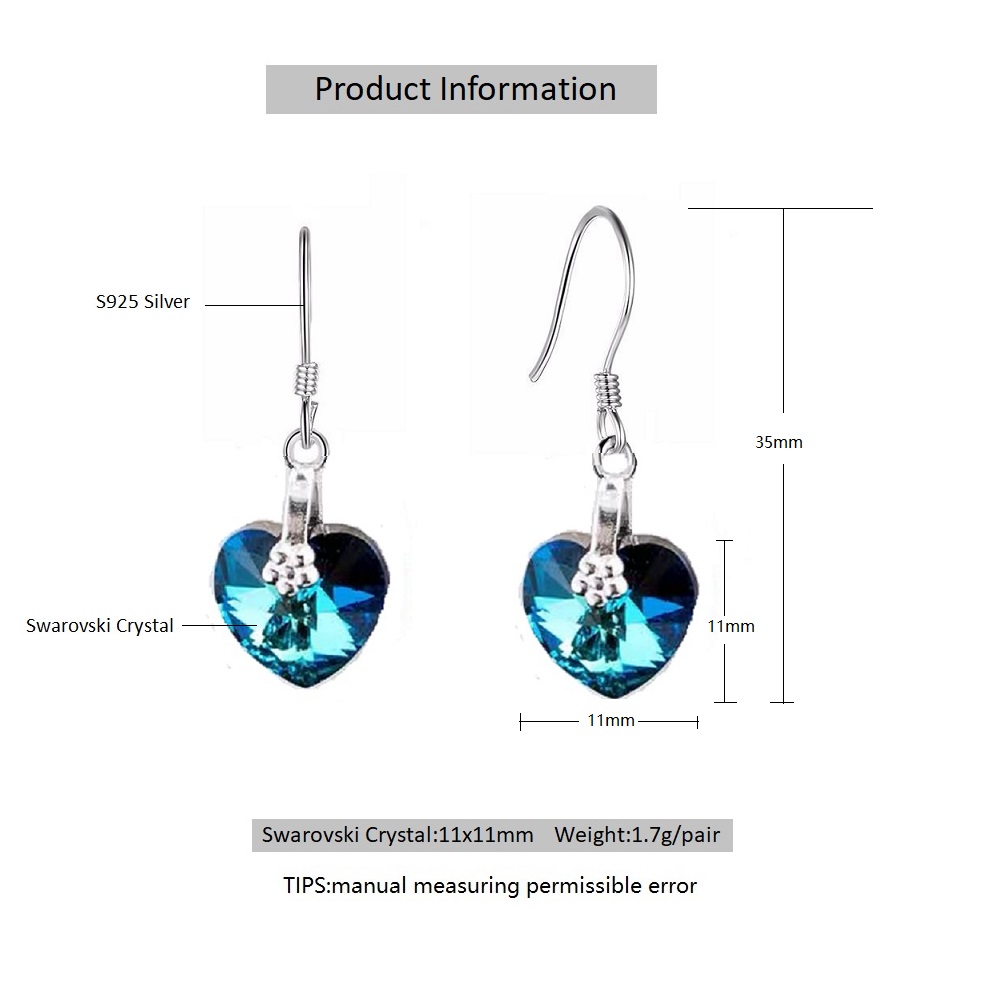 Product Information
S925 Silver
35mm
Swarovski Crystal
11mm
11mm
Swarovski Crystal:11x11mm Weight:1.7g/pair
TIPS:manual measuring permissible error